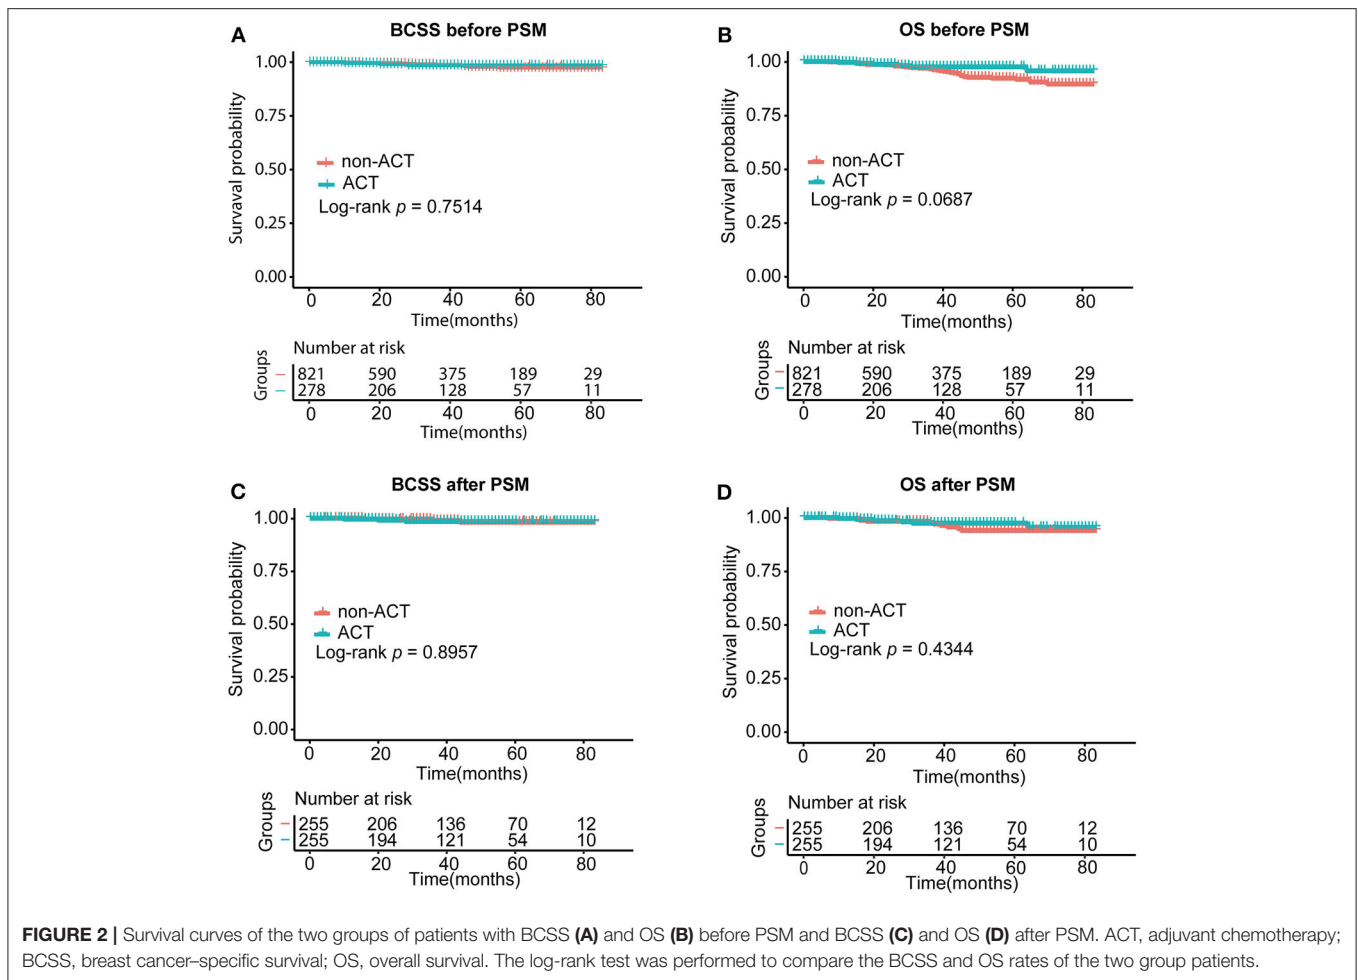 A
BCSS before PSM
Survaval probability
1.00
0.75
0.50
0.25
0.00
non-ACT
ACT
Log-rank p = 0.7514
0 20 40 60 80
Time(months)
Number at risk
Groups
821 590 375 189 29
278 206 128 57 11
0 20 40 60 80
Time(months)
B
OS before PSM
Survival probability
1.00
0.75
0.50
0.25
0.00
non-ACT
ACT
Log-rank p = 0.0687
0 20 40 60 80
Time(months)
Number at risk
Groups
821 590 375 189 29
278 206 128 57 11
0 20 40 60 80
Time(months)
C
BCSS after PSM
Survival probability
1.00
0.75
0.50
0.25
0.00
non-ACT
ACT
Log-rank p = 0.8957
0 20 40 60 80
Time(months)
Number at risk
Groups
255 206 136 70 12
255 194 121 54 10
0 20 40 60 80
Time(months)
D
OS after PSM
Survival probability
1.00
0.75
0.50
0.25
0.00
non-ACT
ACT
Log-rank p = 0.4344
0 20 40 60 80
Time(months)
Number at risk
Groups
255 206 136 70 12
255 194 121 54 10
0 20 40 60 80
Time(months)
FIGURE 2 | Survival curves of the two groups of patients with BCSS (A) and OS (B) before PSM and BCSS (C) and OS (D) after PSM. ACT, adjuvant chemotherapy;
BCSS, breast cancer–specific survival; OS, overall survival. The log-rank test was performed to compare the BCSS and OS rates of the two group patients.